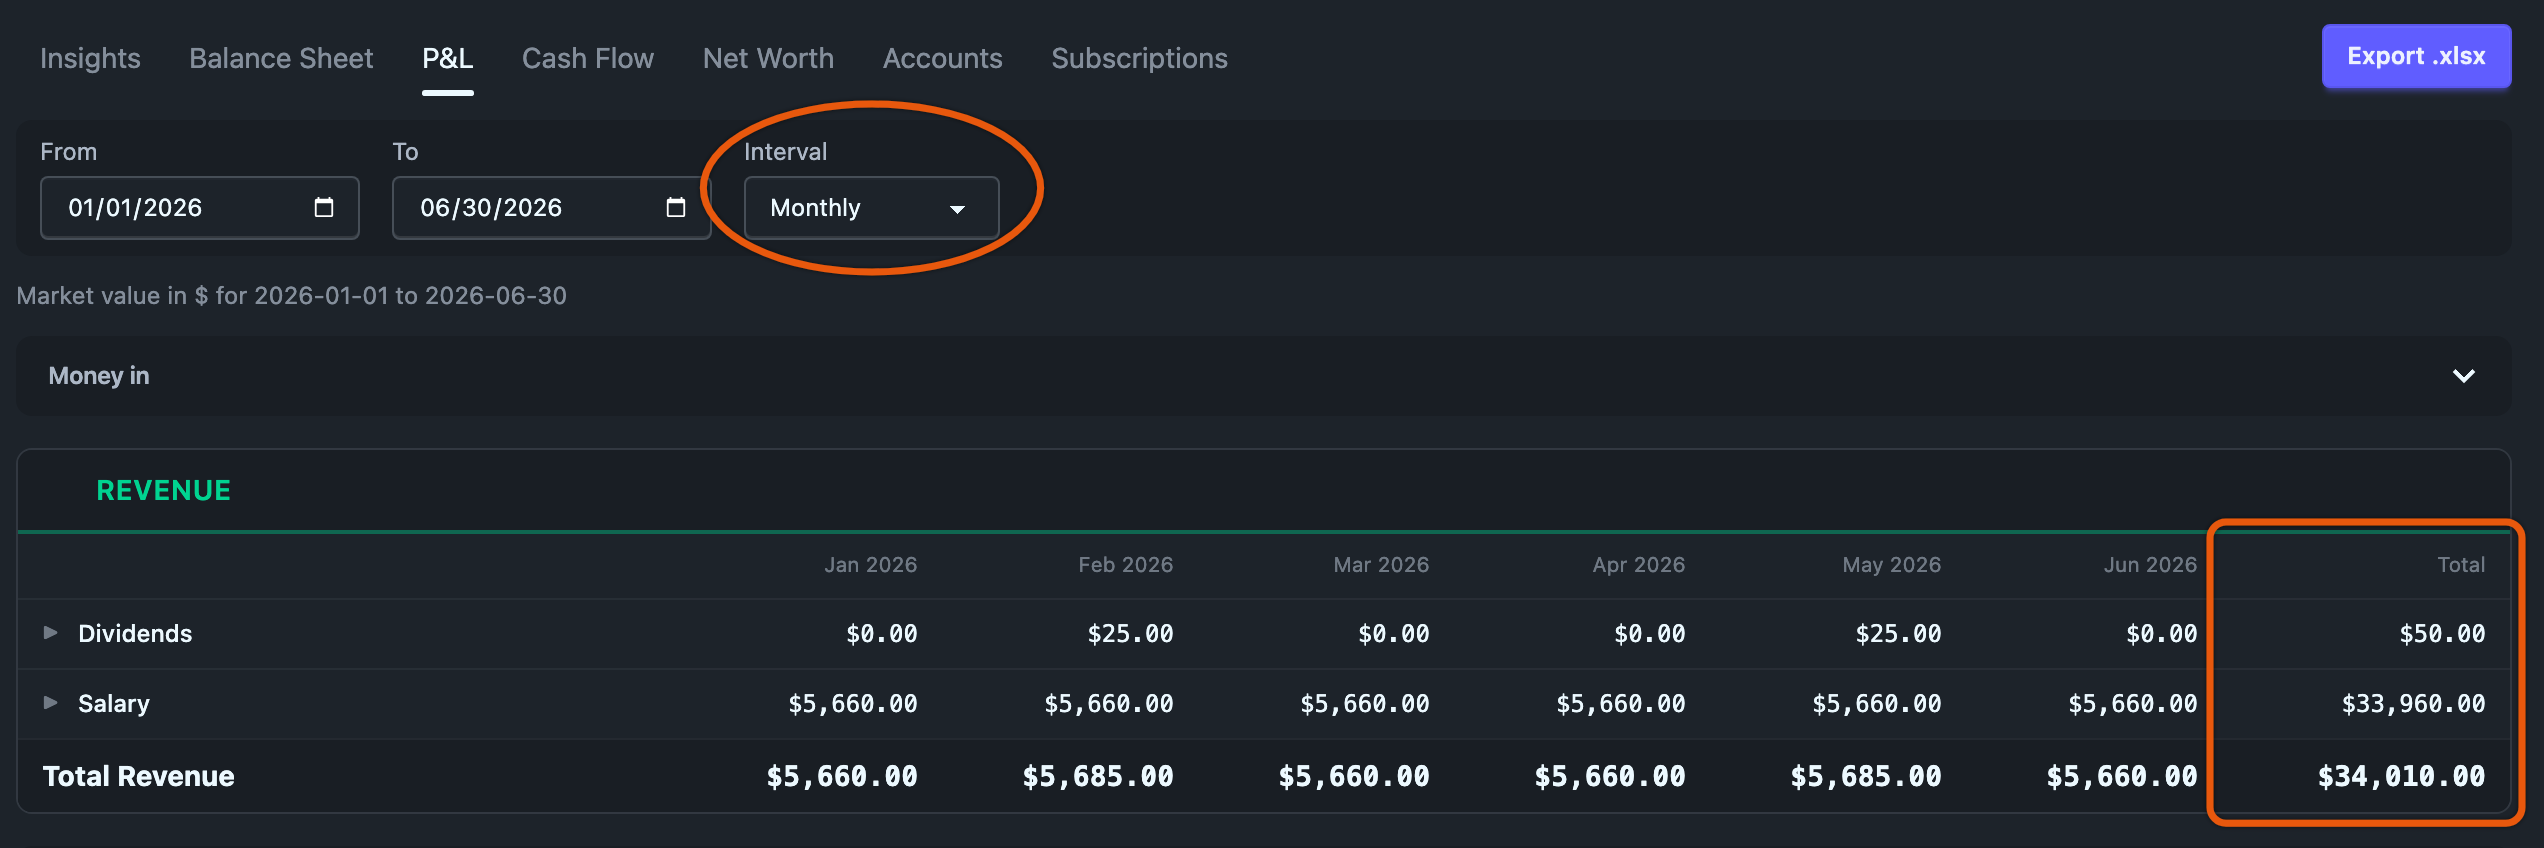 Insights Balance Sheet P&L Cash Flow Net Worth Accounts Subscriptions Export .xlsx
From To Interval
01/01/2026 06/30/2026 Monthly
Market value in $ for 2026-01-01 to 2026-06-30
Money in
REVENUE
Jan 2026 Feb 2026 Mar 2026 Apr 2026 May 2026 Jun 2026 Total
Dividends $0.00 $25.00 $0.00 $0.00 $25.00 $0.00 $50.00
Salary $5,660.00 $5,660.00 $5,660.00 $5,660.00 $5,660.00 $5,660.00 $33,960.00
Total Revenue $5,660.00 $5,685.00 $5,660.00 $5,660.00 $5,685.00 $5,660.00 $34,010.00